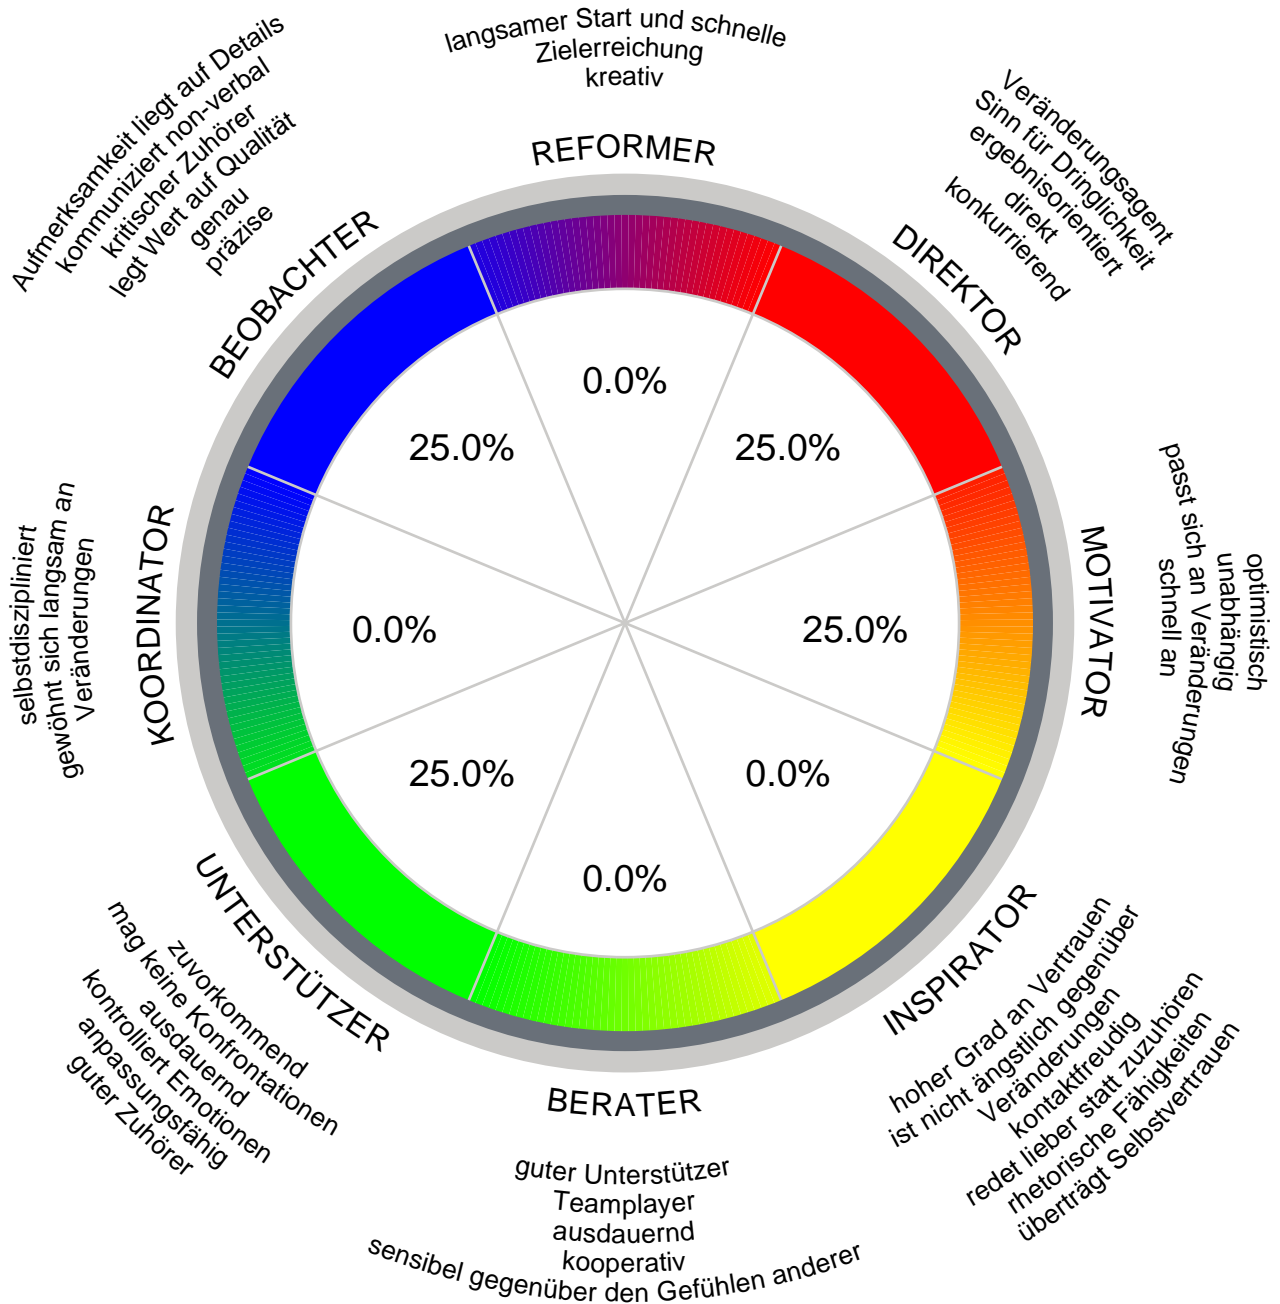 langsamer Start und schnelle
Zielerreichung
kreativ
REFORMER
Veränderungsagent
Sinn für Dringlichkeit
ergebnisorientiert
direkt
konkurrierend
DIREKTOR
optimistisch
unabhängig
passt sich an Veränderungen
schnell an
MOTIVATOR
INSPIRATOR
hoher Grad an Vertrauen
ist nicht ängstlich gegenüber
Veränderungen
kontaktfreudig
redet lieber statt zuzuhören
rhetorische Fähigkeiten
überträgt Selbstvertrauen
BERATER
guter Unterstützer
Teamplayer
ausdauernd
kooperativ
sensibel gegenüber den Gefühlen anderer
UNTERSTÜTZER
zuvorkommend
mag keine Konfrontationen
ausdauernd
kontrolliert Emotionen
anpassungsfähig
guter Zuhörer
KOORDINATOR
selbstdiszipliniert
gewöhnt sich langsam an
Veränderungen
BEOBACHTER
Aufmerksamkeit liegt auf Details
kommuniziert non-verbal
kritischer Zuhörer
legt Wert auf Qualität
genau
präzise
0.0%
25.0%
25.0%
0.0%
0.0%
25.0%
0.0%
25.0%